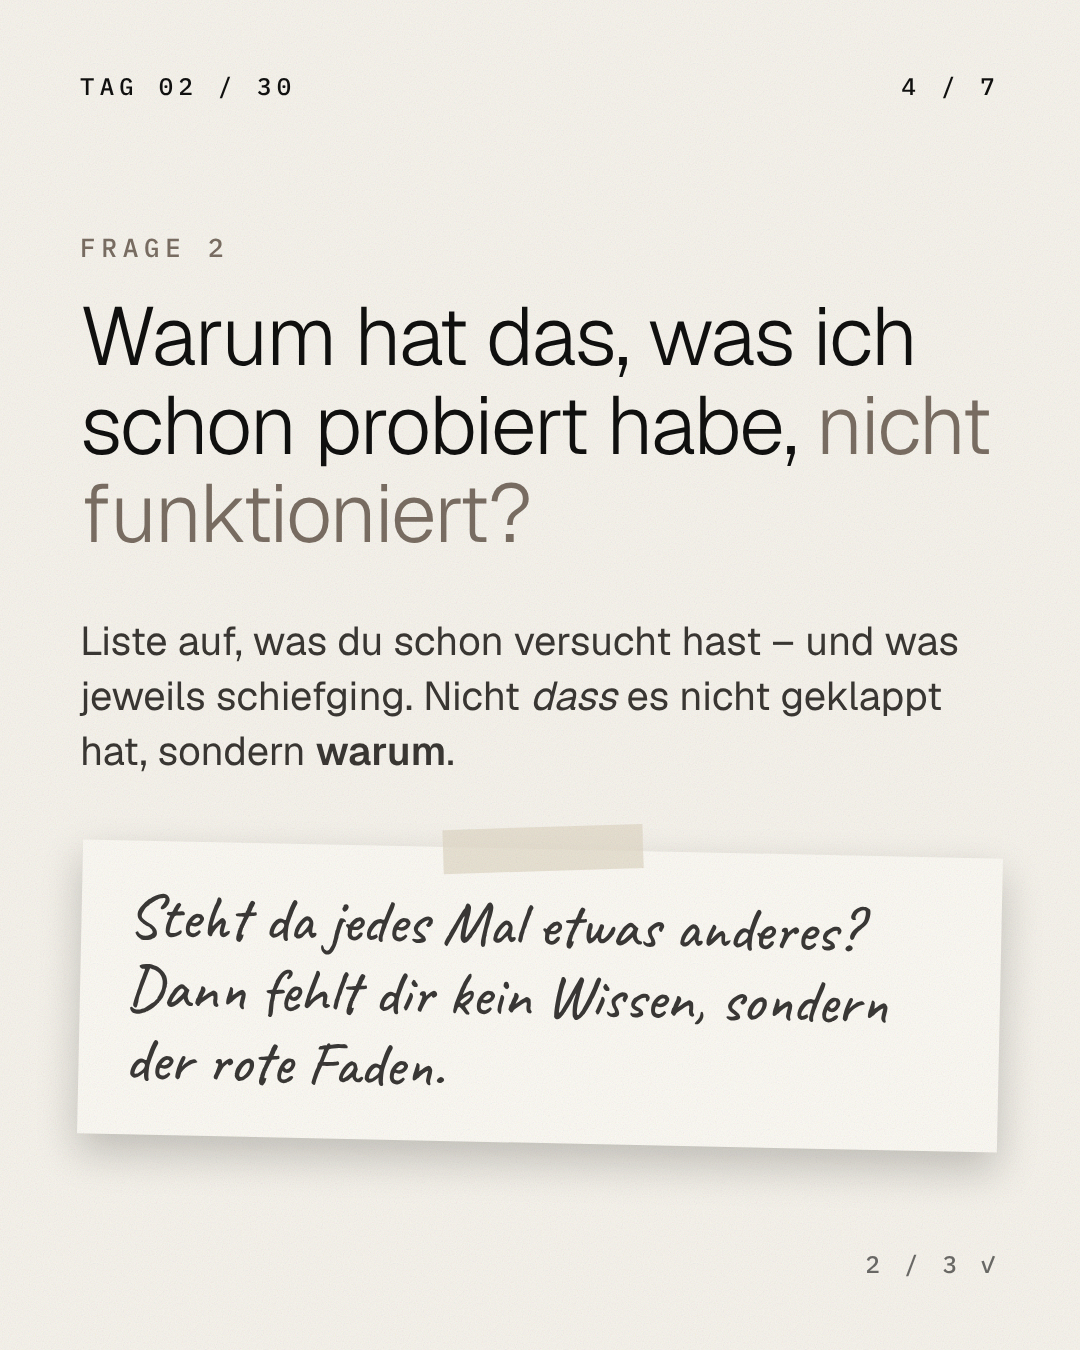 TAG 02 / 30
4 / 7
FRAGE 2
Warum hat das, was ich
schon probiert habe, nicht
funktioniert?
Liste auf, was du schon versucht hast – und was
jeweils schiefging. Nicht dass es nicht geklappt
hat, sondern warum.
Steht da jedes Mal etwas anderes?
Dann fehlt dir kein Wissen, sondern
der rote Faden.
2 / 3 ✓